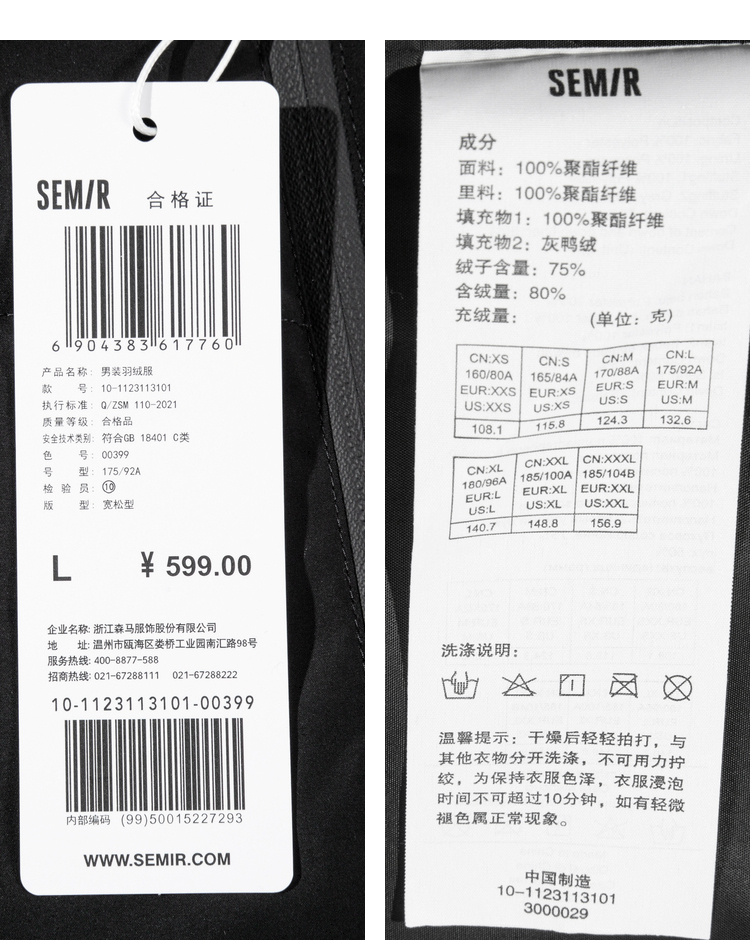 SEMIR 合格证
6 904383 617760
产品名称: 男装羽绒服
款 号: 10-1123113101
执行标准: Q/ZSM 110-2021
质量等级: 合格品
安全技术类别: 符合GB 18401 C类
色 号: 00399
号 型: 175/92A
检 验 员: ⑩
版 型: 宽松型
L ¥ 599.00
企业名称: 浙江森马服饰股份有限公司
地 址: 温州市瓯海区娄桥工业园南汇路98号
服务热线: 400-8877-588
招商热线: 021-67288111 021-67288222
10-1123113101-00399
内部编码 (99)50015227293
WWW.SEMIR.COM
SEMIR
成分
面料: 100%聚酯纤维
里料: 100%聚酯纤维
填充物1: 100%聚酯纤维
填充物2: 灰鸭绒
绒子含量: 75%
含绒量: 80%
充绒量: (单位: 克)
CN:XS CN:S CN:M CN:L
160/80A 165/84A 170/88A 175/92A
EUR:XXS EUR:XS EUR:S EUR:M
US:XXS US:XS US:S US:M
108.1 115.8 124.3 132.6
CN:XL CN:XXL CN:XXXL
180/96A 185/100A 185/104B
EUR:L EUR:XL EUR:XXL
US:L US:XL US:XXL
140.7 148.8 156.9
洗涤说明:
温馨提示: 干燥后轻轻拍打, 与
其他衣物分开洗涤, 不可用力拧
绞, 为保持衣服色泽, 衣服浸泡
时间不可超过10分钟, 如有轻微
褪色属正常现象。
中国制造
10-1123113101
3000029